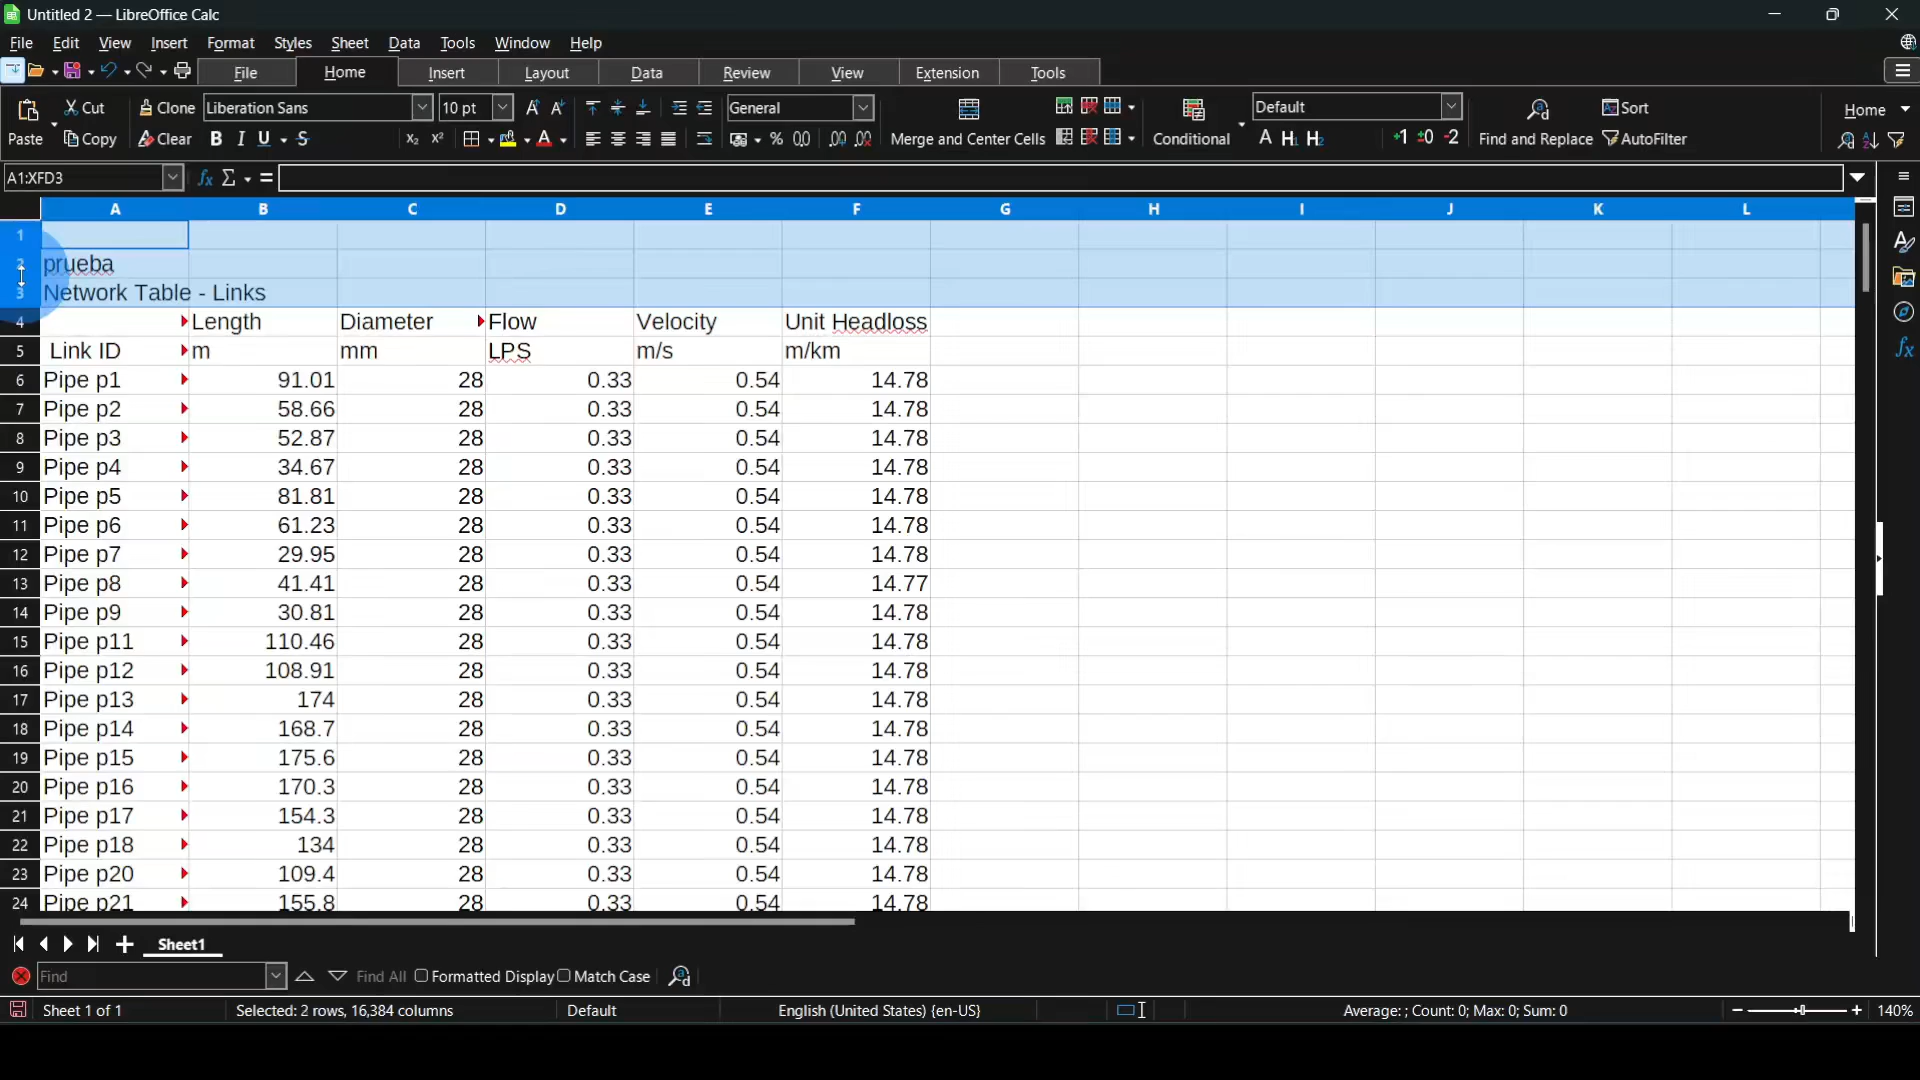 Untitled 2 — LibreOffice Calc
File Edit View Insert Format Styles Sheet Data Tools Window Help
File Home Insert Layout Data Review View Extension Tools
Paste Cut Clone Liberation Sans 10 pt General Merge and Center Cells Conditional Default Find and Replace Sort Home
Copy Clear AutoFilter
A1:XFD3
A B C D E F G H I J K L
1
2 prueba
3 Network Table - Links
4 Length Diameter Flow Velocity Unit Headloss
5 Link ID m mm LPS m/s m/km
6 Pipe p1 91.01 28 0.33 0.54 14.78
7 Pipe p2 58.66 28 0.33 0.54 14.78
8 Pipe p3 52.87 28 0.33 0.54 14.78
9 Pipe p4 34.67 28 0.33 0.54 14.78
10 Pipe p5 81.81 28 0.33 0.54 14.78
11 Pipe p6 61.23 28 0.33 0.54 14.78
12 Pipe p7 29.95 28 0.33 0.54 14.78
13 Pipe p8 41.41 28 0.33 0.54 14.77
14 Pipe p9 30.81 28 0.33 0.54 14.78
15 Pipe p11 110.46 28 0.33 0.54 14.78
16 Pipe p12 108.91 28 0.33 0.54 14.78
17 Pipe p13 174 28 0.33 0.54 14.78
18 Pipe p14 168.7 28 0.33 0.54 14.78
19 Pipe p15 175.6 28 0.33 0.54 14.78
20 Pipe p16 170.3 28 0.33 0.54 14.78
21 Pipe p17 154.3 28 0.33 0.54 14.78
22 Pipe p18 134 28 0.33 0.54 14.78
23 Pipe p20 109.4 28 0.33 0.54 14.78
24 Pipe p21 155.8 28 0.33 0.54 14.78
Sheet1
Find Find All Formatted Display Match Case
Sheet 1 of 1 Selected: 2 rows, 16,384 columns Default English (United States) {en-US} Average: ; Count: 0; Max: 0; Sum: 0 140%